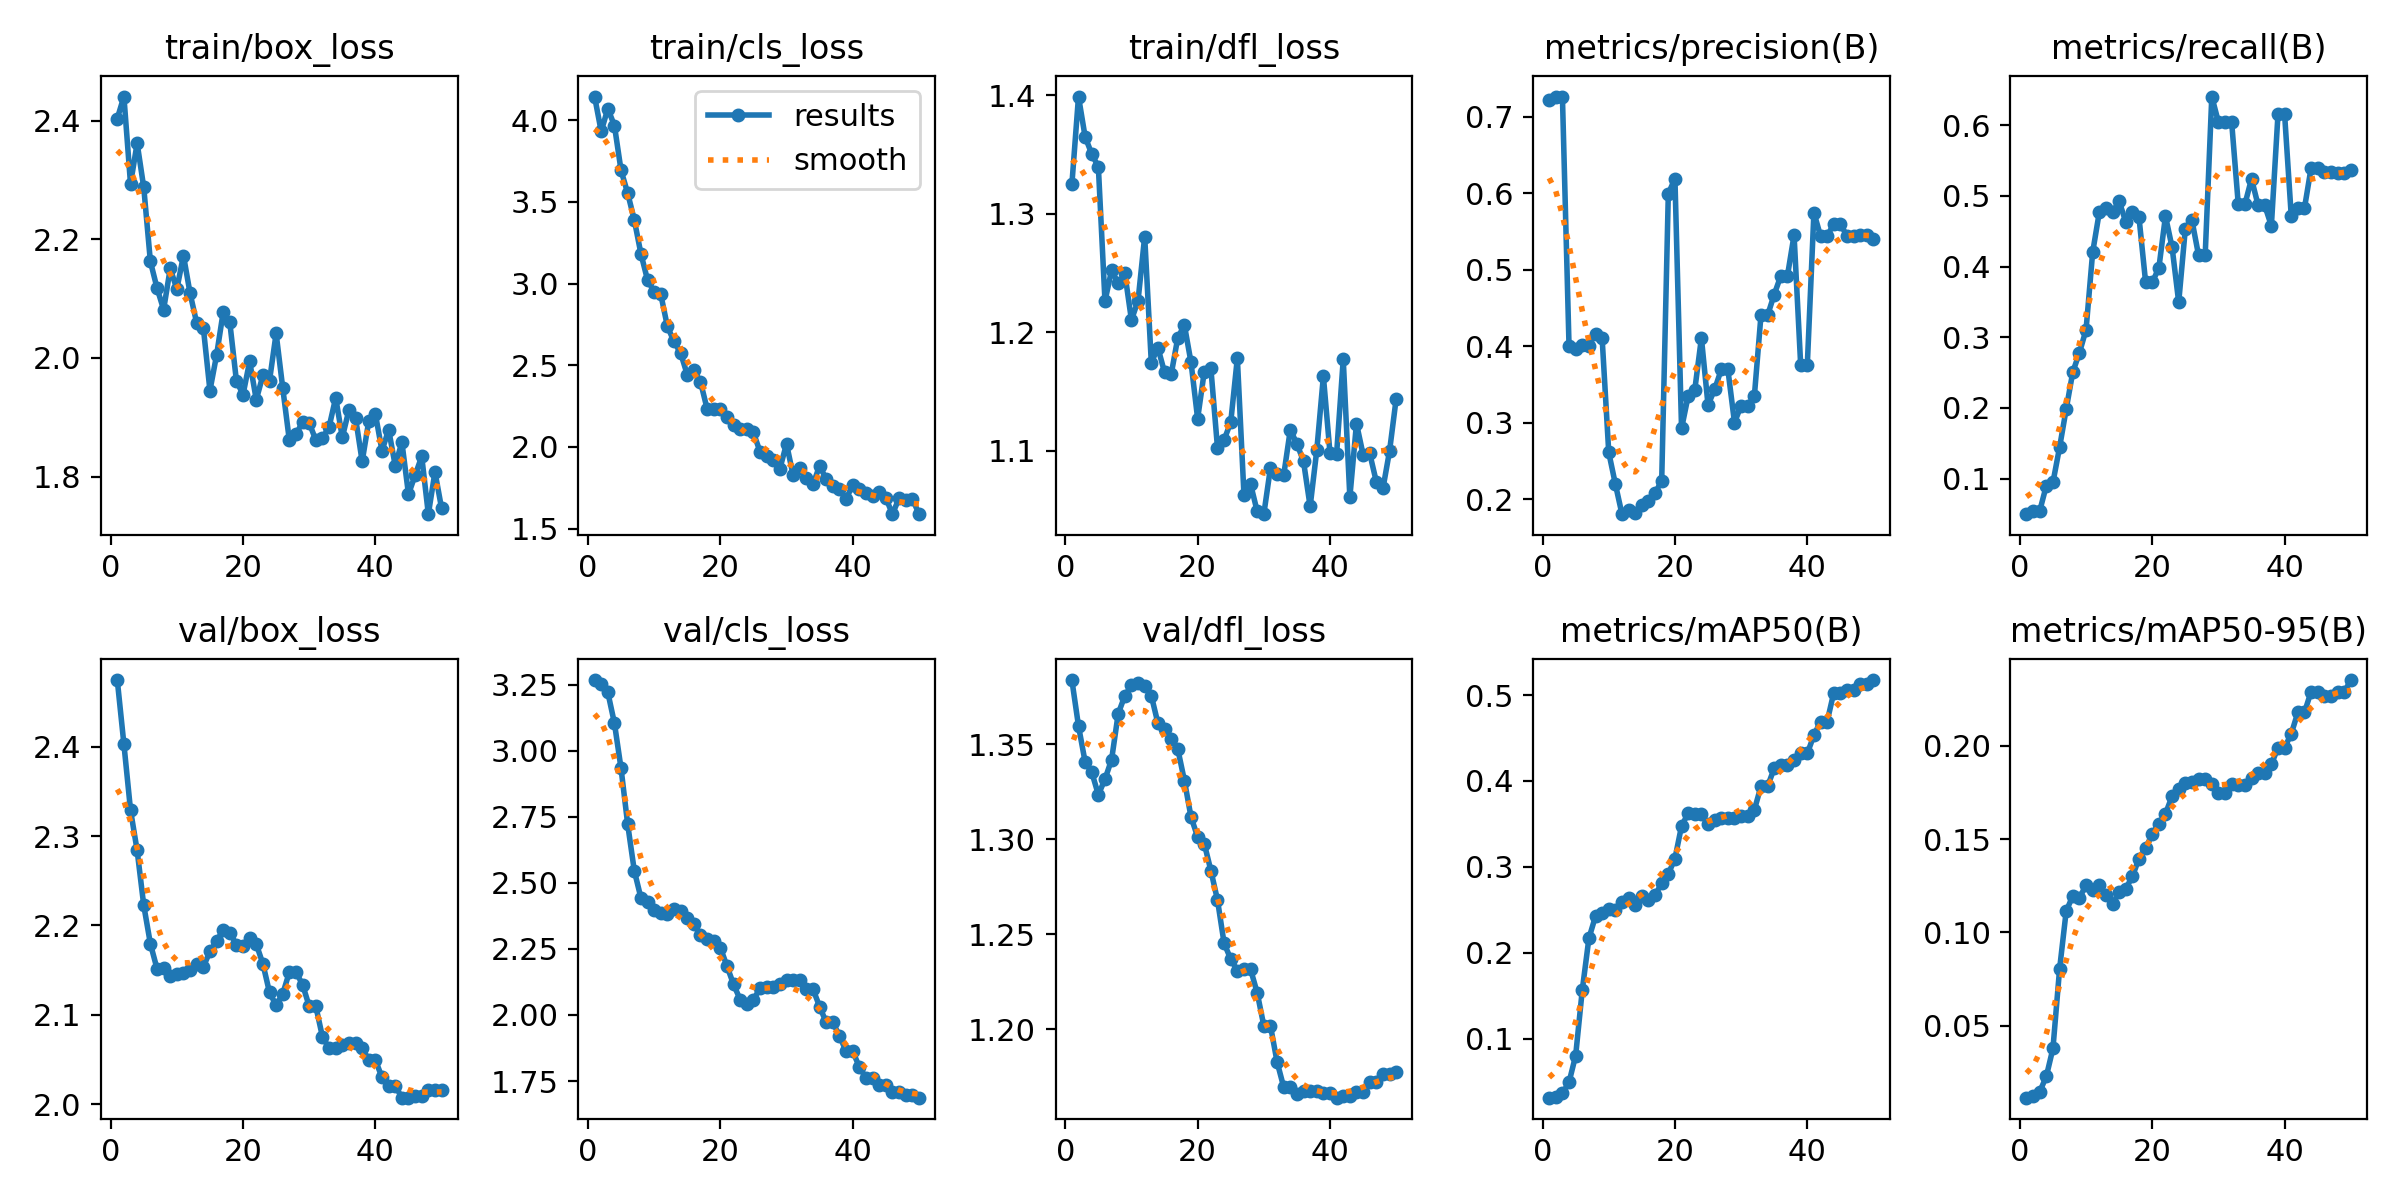 train/box_loss
train/cls_loss
train/dfl_loss
metrics/precision(B)
metrics/recall(B)
2.4
2.2
2.0
1.8
0 20 40
results
smooth
4.0
3.5
3.0
2.5
2.0
1.5
0 20 40
1.4
1.3
1.2
1.1
0 20 40
0.7
0.6
0.5
0.4
0.3
0.2
0 20 40
0.6
0.5
0.4
0.3
0.2
0.1
0 20 40
val/box_loss
val/cls_loss
val/dfl_loss
metrics/mAP50(B)
metrics/mAP50-95(B)
2.4
2.3
2.2
2.1
2.0
0 20 40
3.25
3.00
2.75
2.50
2.25
2.00
1.75
0 20 40
1.35
1.30
1.25
1.20
0 20 40
0.5
0.4
0.3
0.2
0.1
0 20 40
0.20
0.15
0.10
0.05
0 20 40